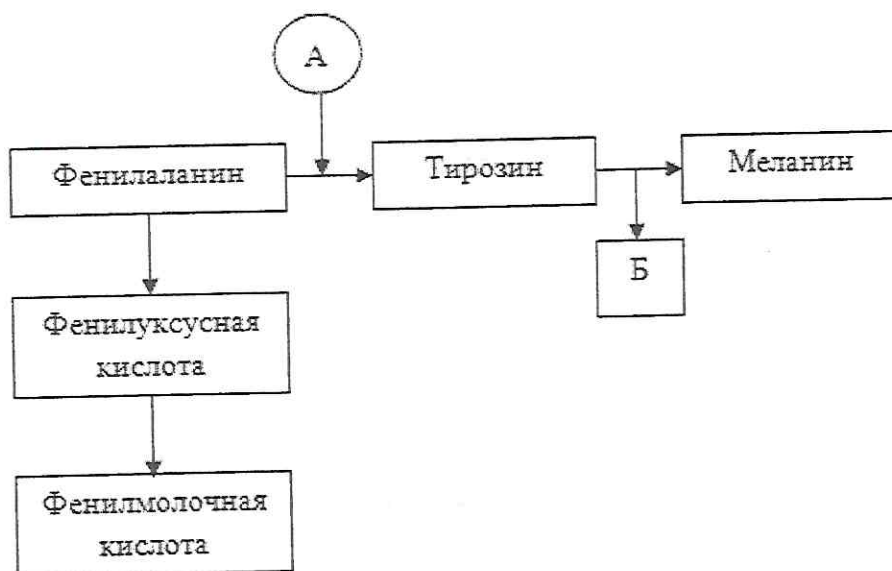 А
Фенилаланин
Тирозин
Меланин
Б
Фенилуксусная
кислота
Фенилмолочная
кислота